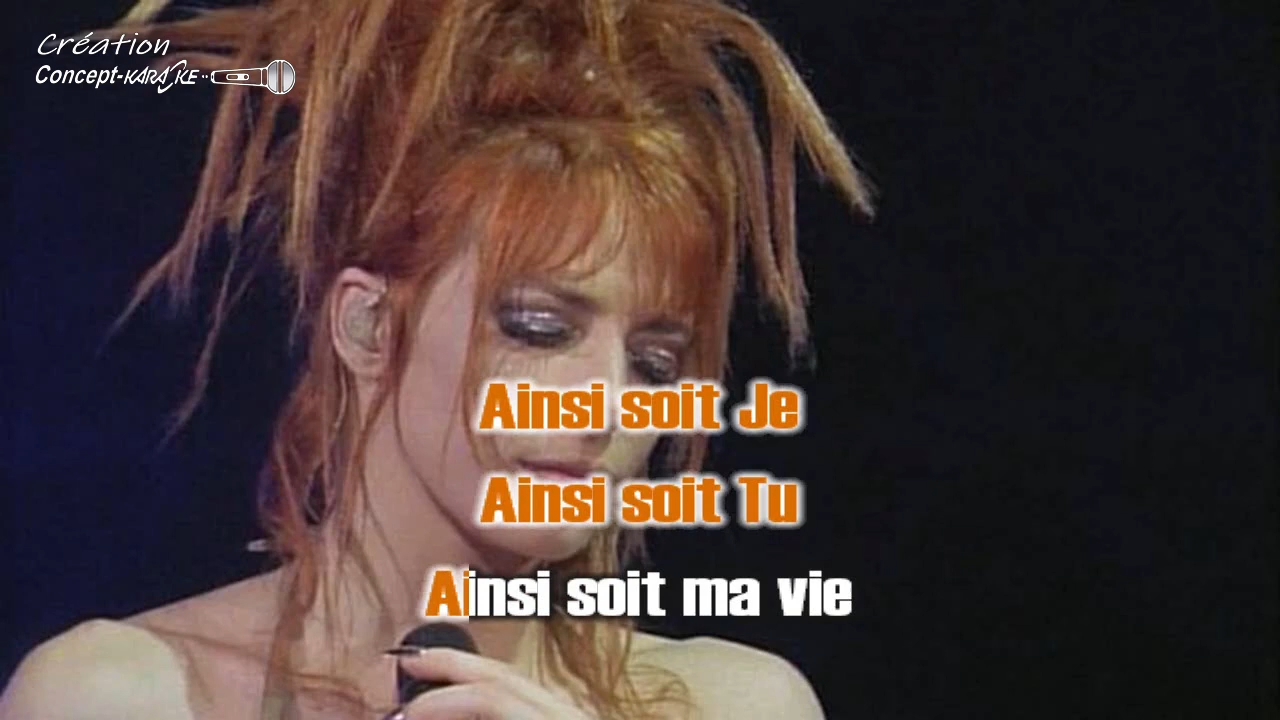 Création
Concept-KARAOKE
Ainsi soit Je
Ainsi soit Tu
Ainsi soit ma vie